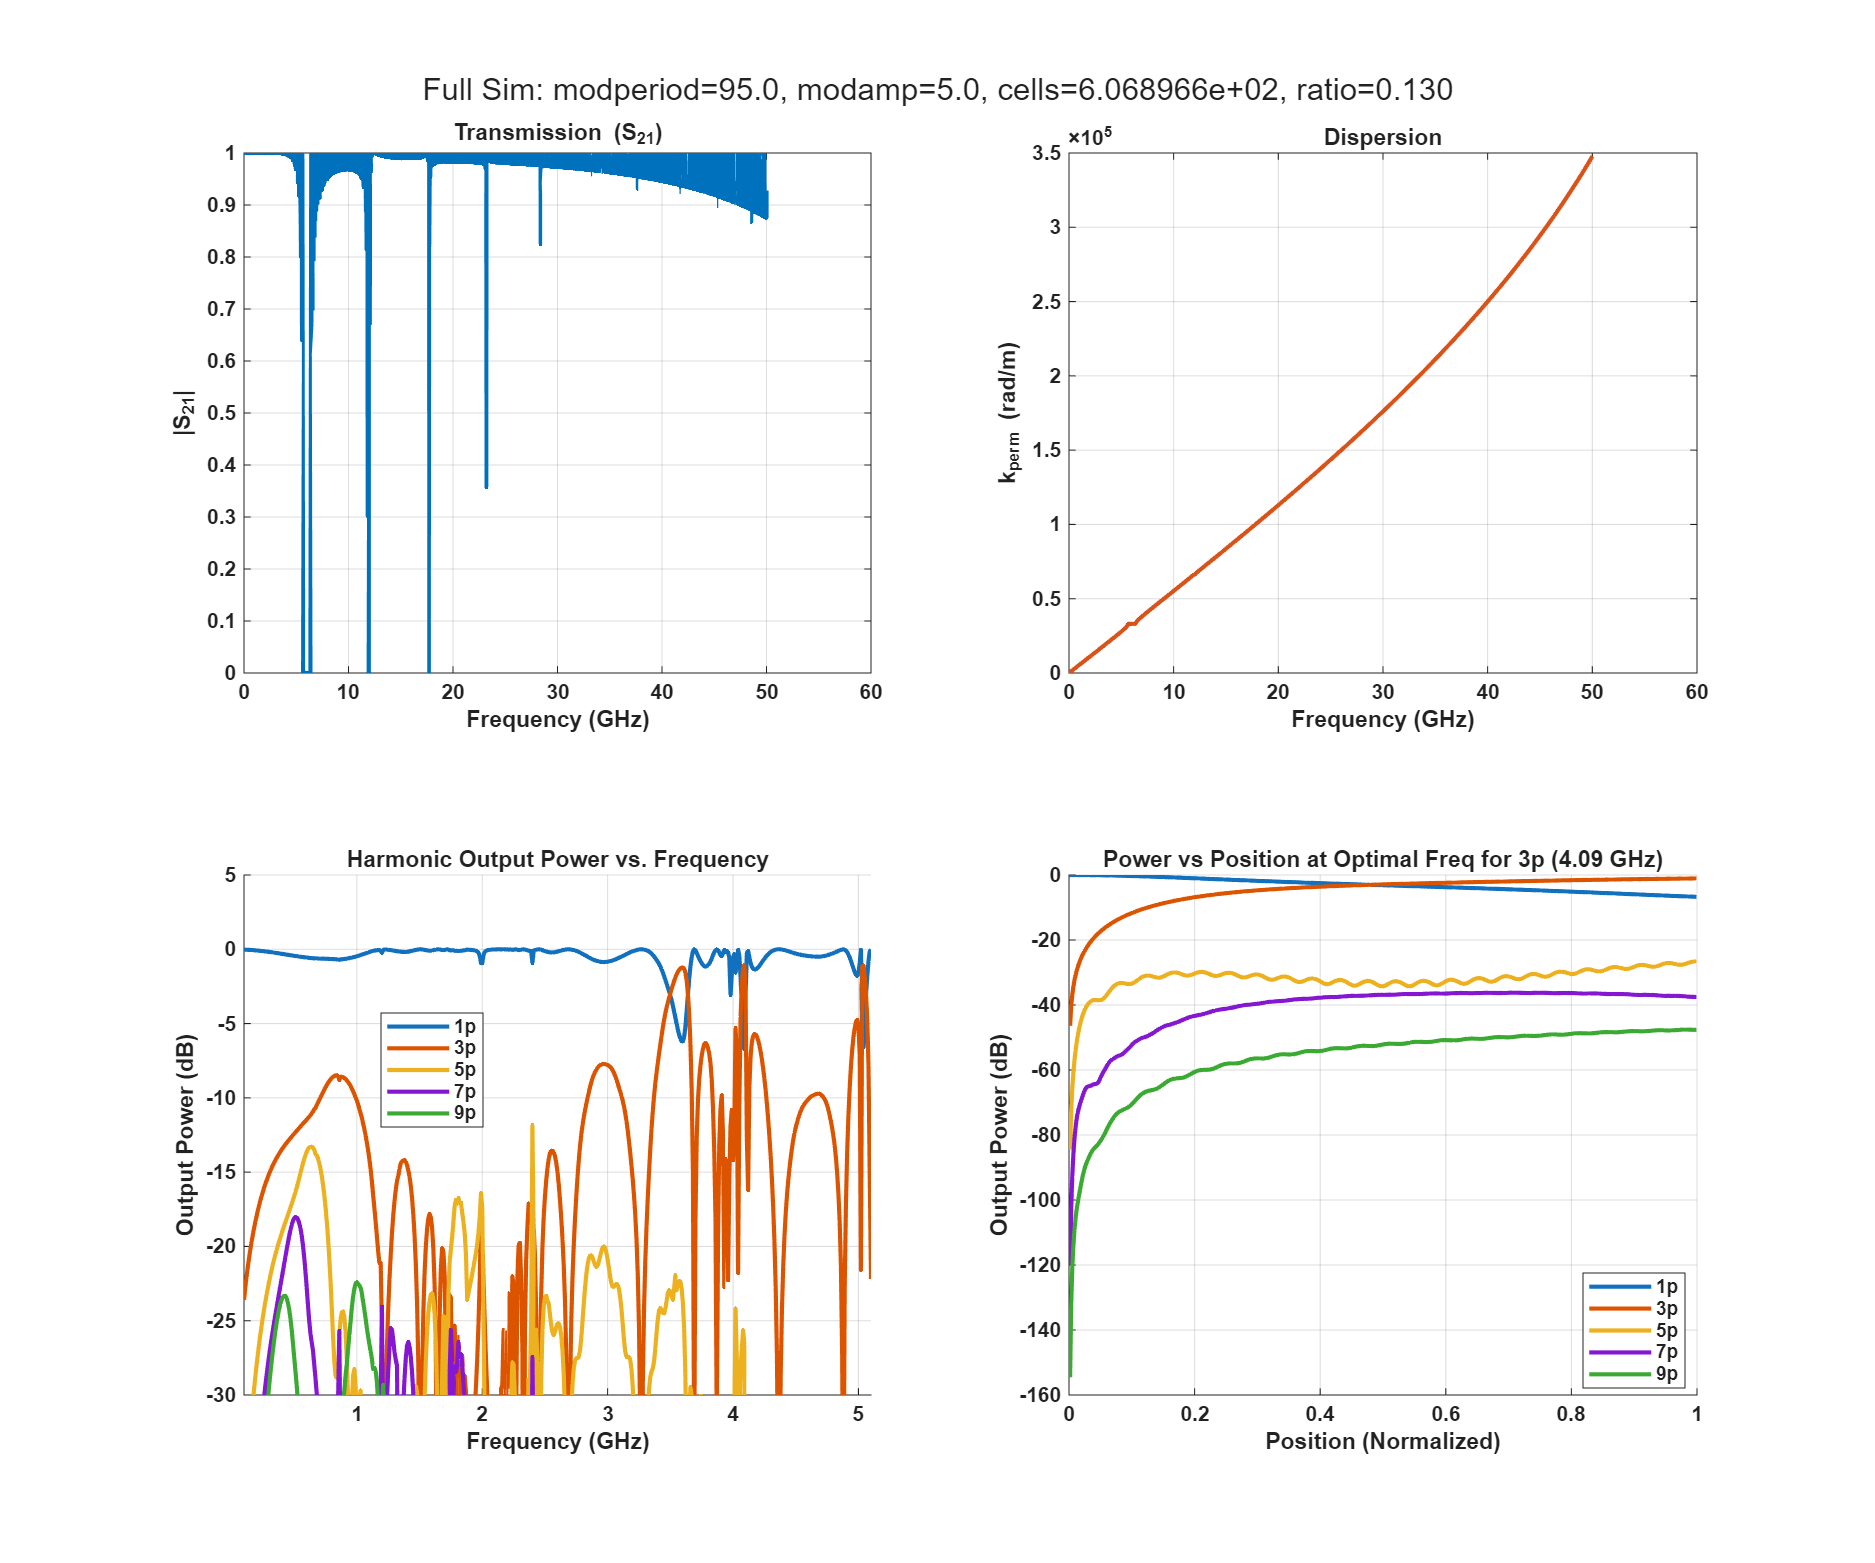 Full Sim: modperiod=95.0, modamp=5.0, cells=6.068966e+02, ratio=0.130
Transmission (S21)
1
0.9
0.8
0.7
0.6
0.5
0.4
0.3
0.2
0.1
0
|S21|
0 10 20 30 40 50 60
Frequency (GHz)
×10^5
Dispersion
3.5
3
2.5
2
1.5
1
0.5
0
kperm (rad/m)
0 10 20 30 40 50 60
Frequency (GHz)
Harmonic Output Power vs. Frequency
5
0
-5
-10
-15
-20
-25
-30
Output Power (dB)
1p
3p
5p
7p
9p
1 2 3 4 5
Frequency (GHz)
Power vs Position at Optimal Freq for 3p (4.09 GHz)
0
-20
-40
-60
-80
-100
-120
-140
-160
Output Power (dB)
1p
3p
5p
7p
9p
0 0.2 0.4 0.6 0.8 1
Position (Normalized)